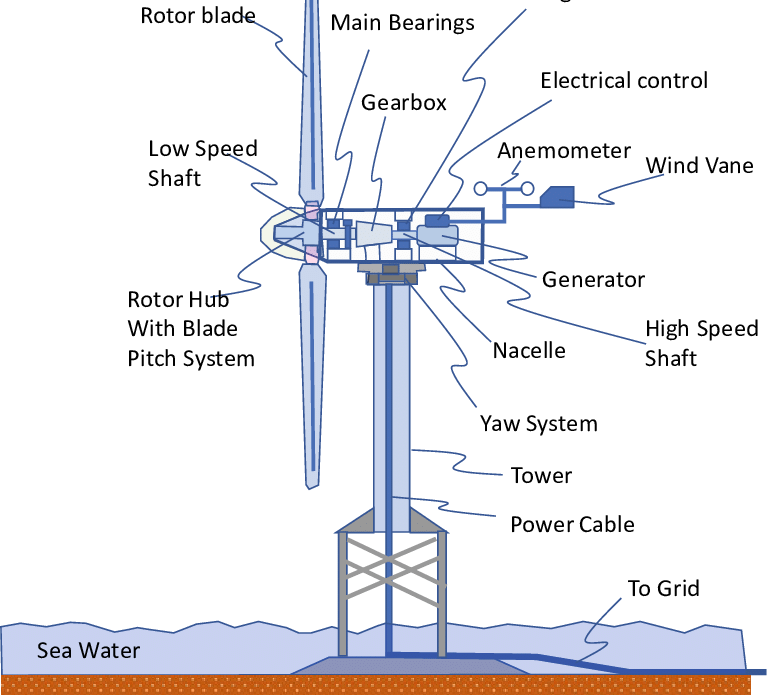 Rotor blade
Main Bearings
Electrical control
Gearbox
Anemometer
Wind Vane
Low Speed
Shaft
Generator
Rotor Hub
With Blade
Pitch System
High Speed
Shaft
Nacelle
Yaw System
Tower
Power Cable
To Grid
Sea Water